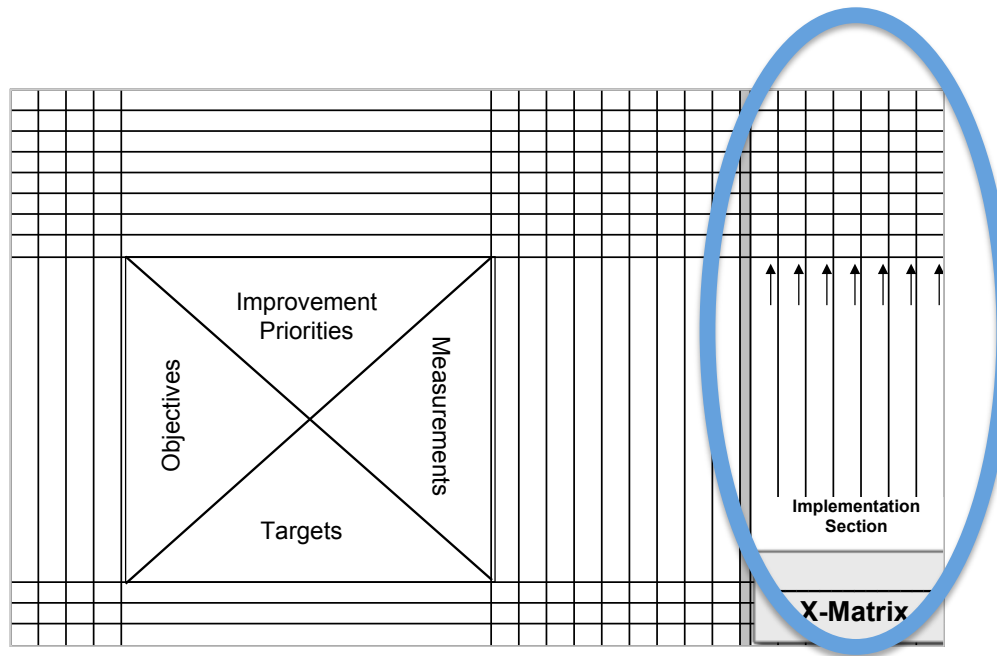 Improvement
Priorities
Objectives
Measurements
Targets
Implementation
Section
X-Matrix